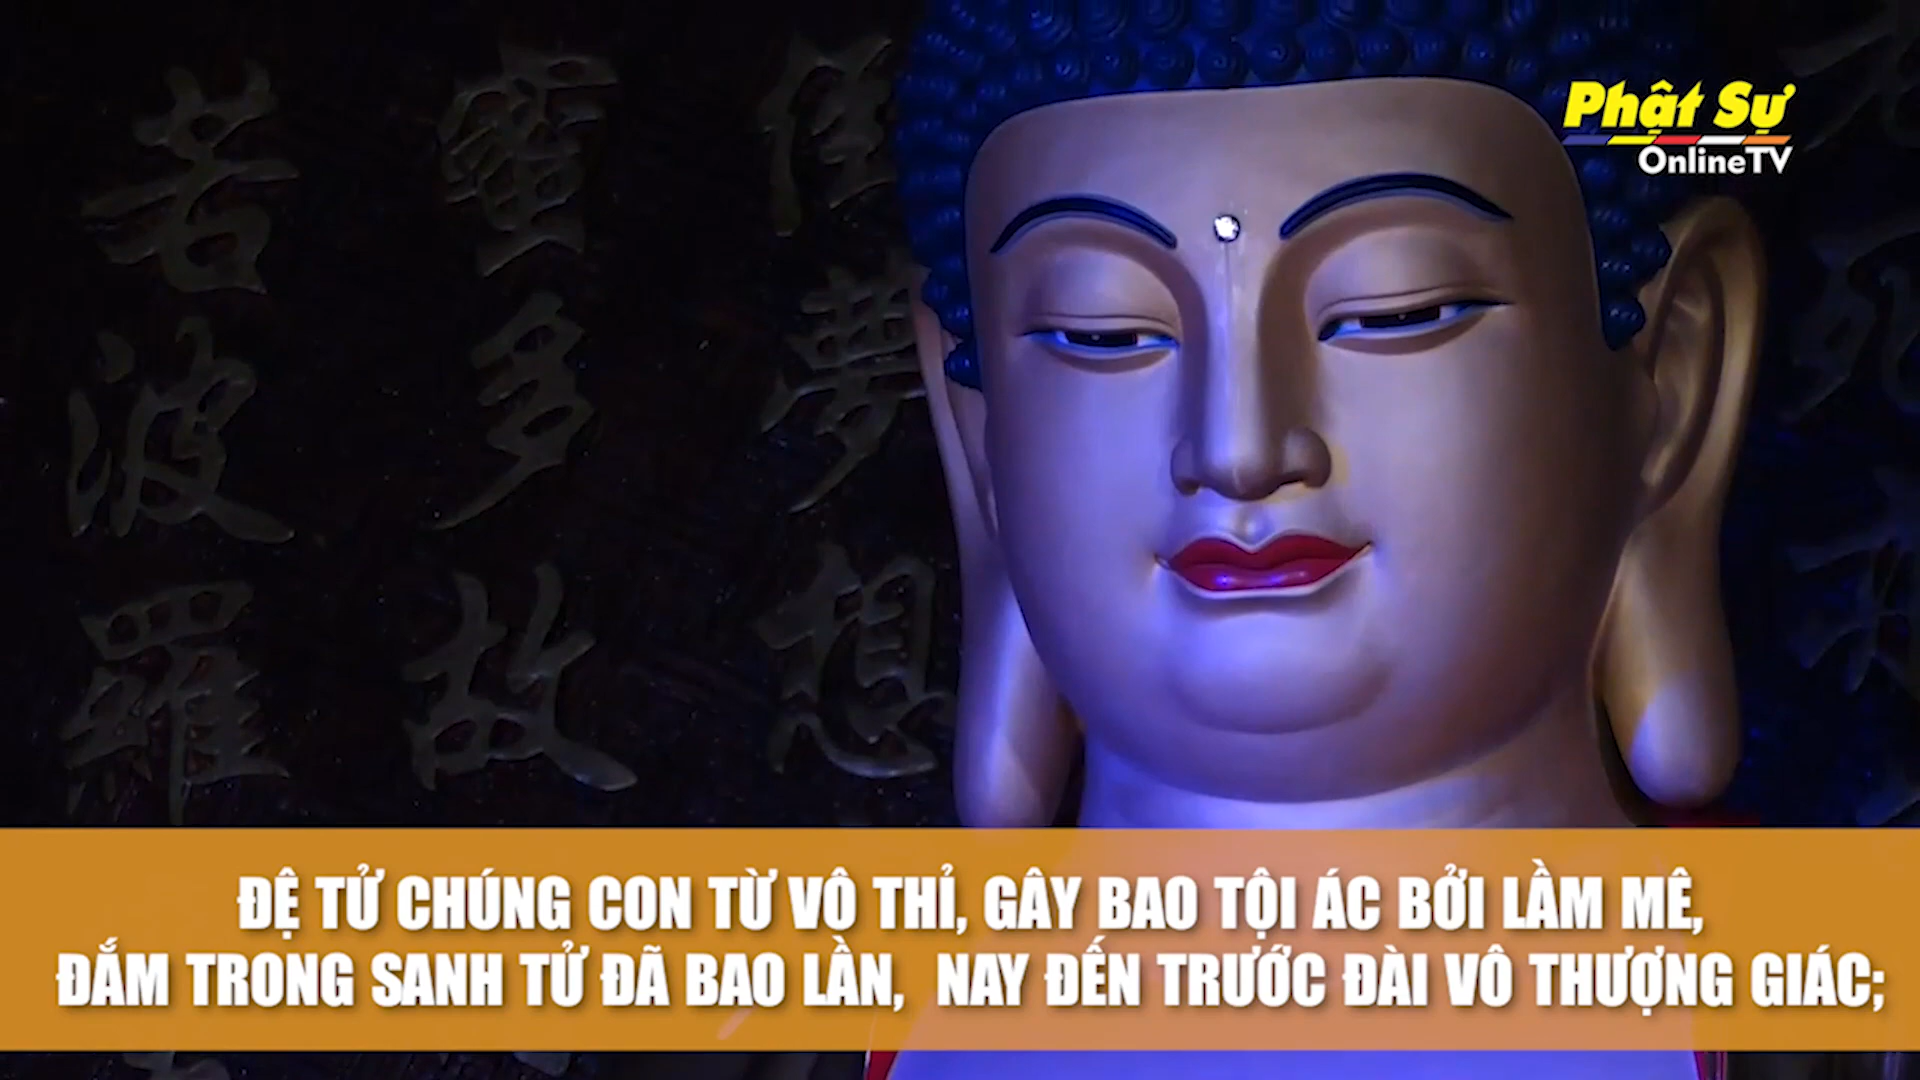 Phật Sự
OnlineTV
苦 蜜 住
波 多 夢
羅 故 想
ĐỆ TỬ CHÚNG CON TỪ VÔ THỈ, GÂY BAO TỘI ÁC BỞI LẦM MÊ,
ĐẮM TRONG SANH TỬ ĐÃ BAO LẦN, NAY ĐẾN TRƯỚC ĐÀI VÔ THƯỢNG GIÁC;